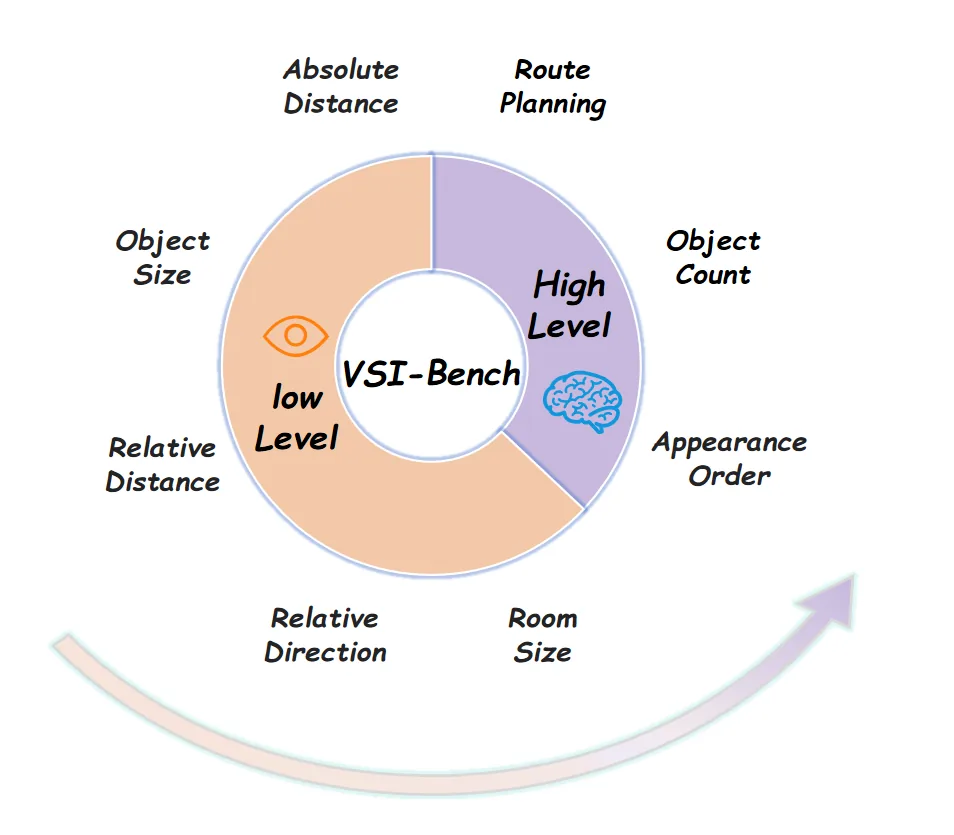 Absolute
Distance
Route
Planning
Object
Size
Object
Count
High
Level
VSI-Bench
low
Level
Relative
Distance
Appearance
Order
Relative
Direction
Room
Size